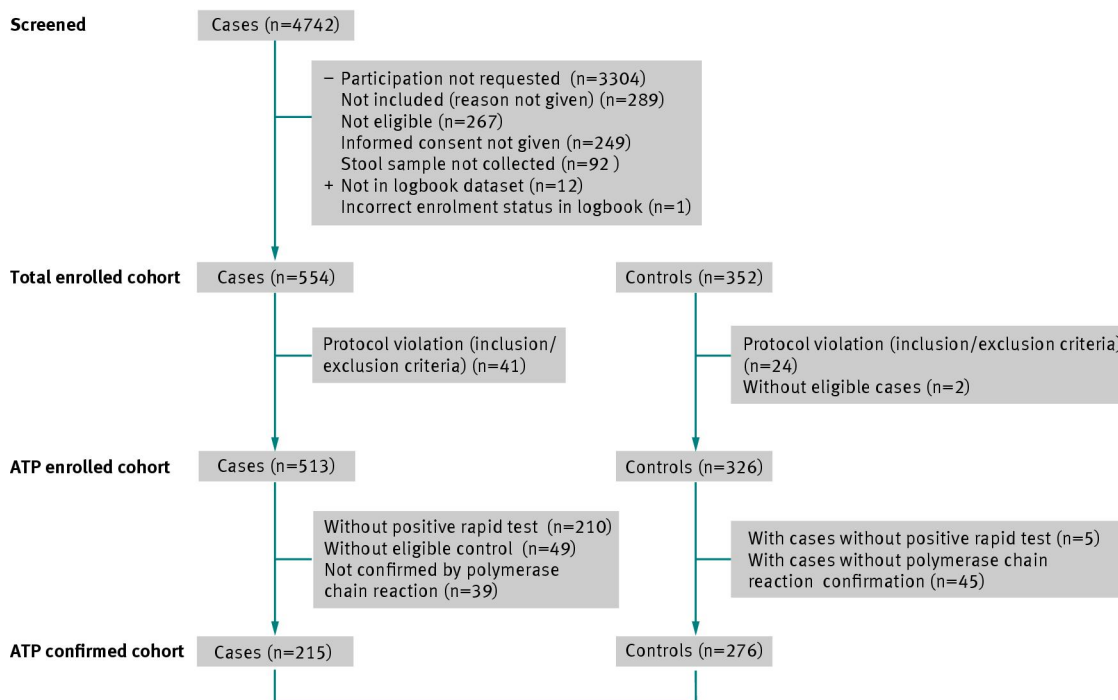 Screened
Cases (n=4742)
– Participation not requested (n=3304)
Not included (reason not given) (n=289)
Not eligible (n=267)
Informed consent not given (n=249)
Stool sample not collected (n=92 )
+ Not in logbook dataset (n=12)
Incorrect enrolment status in logbook (n=1)
Total enrolled cohort
Cases (n=554)
Controls (n=352)
Protocol violation (inclusion/
exclusion criteria) (n=41)
Protocol violation (inclusion/exclusion criteria)
(n=24)
Without eligible cases (n=2)
ATP enrolled cohort
Cases (n=513)
Controls (n=326)
Without positive rapid test (n=210)
Without eligible control (n=49)
Not confirmed by polymerase
chain reaction (n=39)
With cases without positive rapid test (n=5)
With cases without polymerase chain
reaction confirmation (n=45)
ATP confirmed cohort
Cases (n=215)
Controls (n=276)